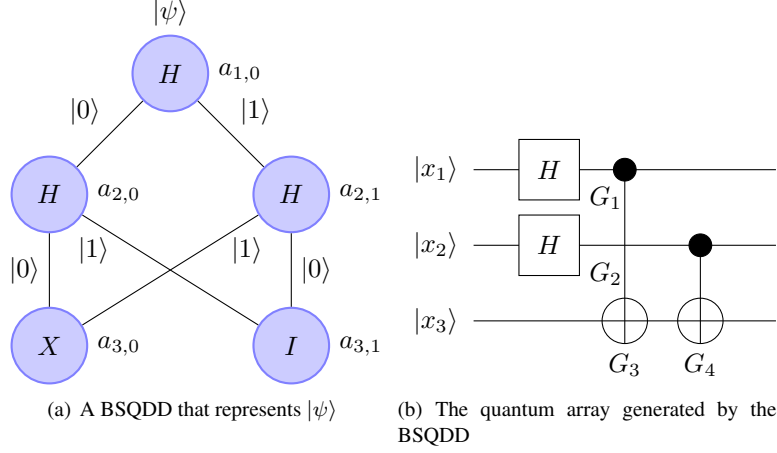 |ψ⟩
H
a₁,₀
|0⟩
|1⟩
H
a₂,₀
H
a₂,₁
|0⟩
|1⟩
|1⟩
|0⟩
X
a₃,₀
I
a₃,₁
(a) A BSQDD that represents |ψ⟩
|x₁⟩
H
G₁
|x₂⟩
H
G₂
|x₃⟩
G₃
G₄
(b) The quantum array generated by the
BSQDD